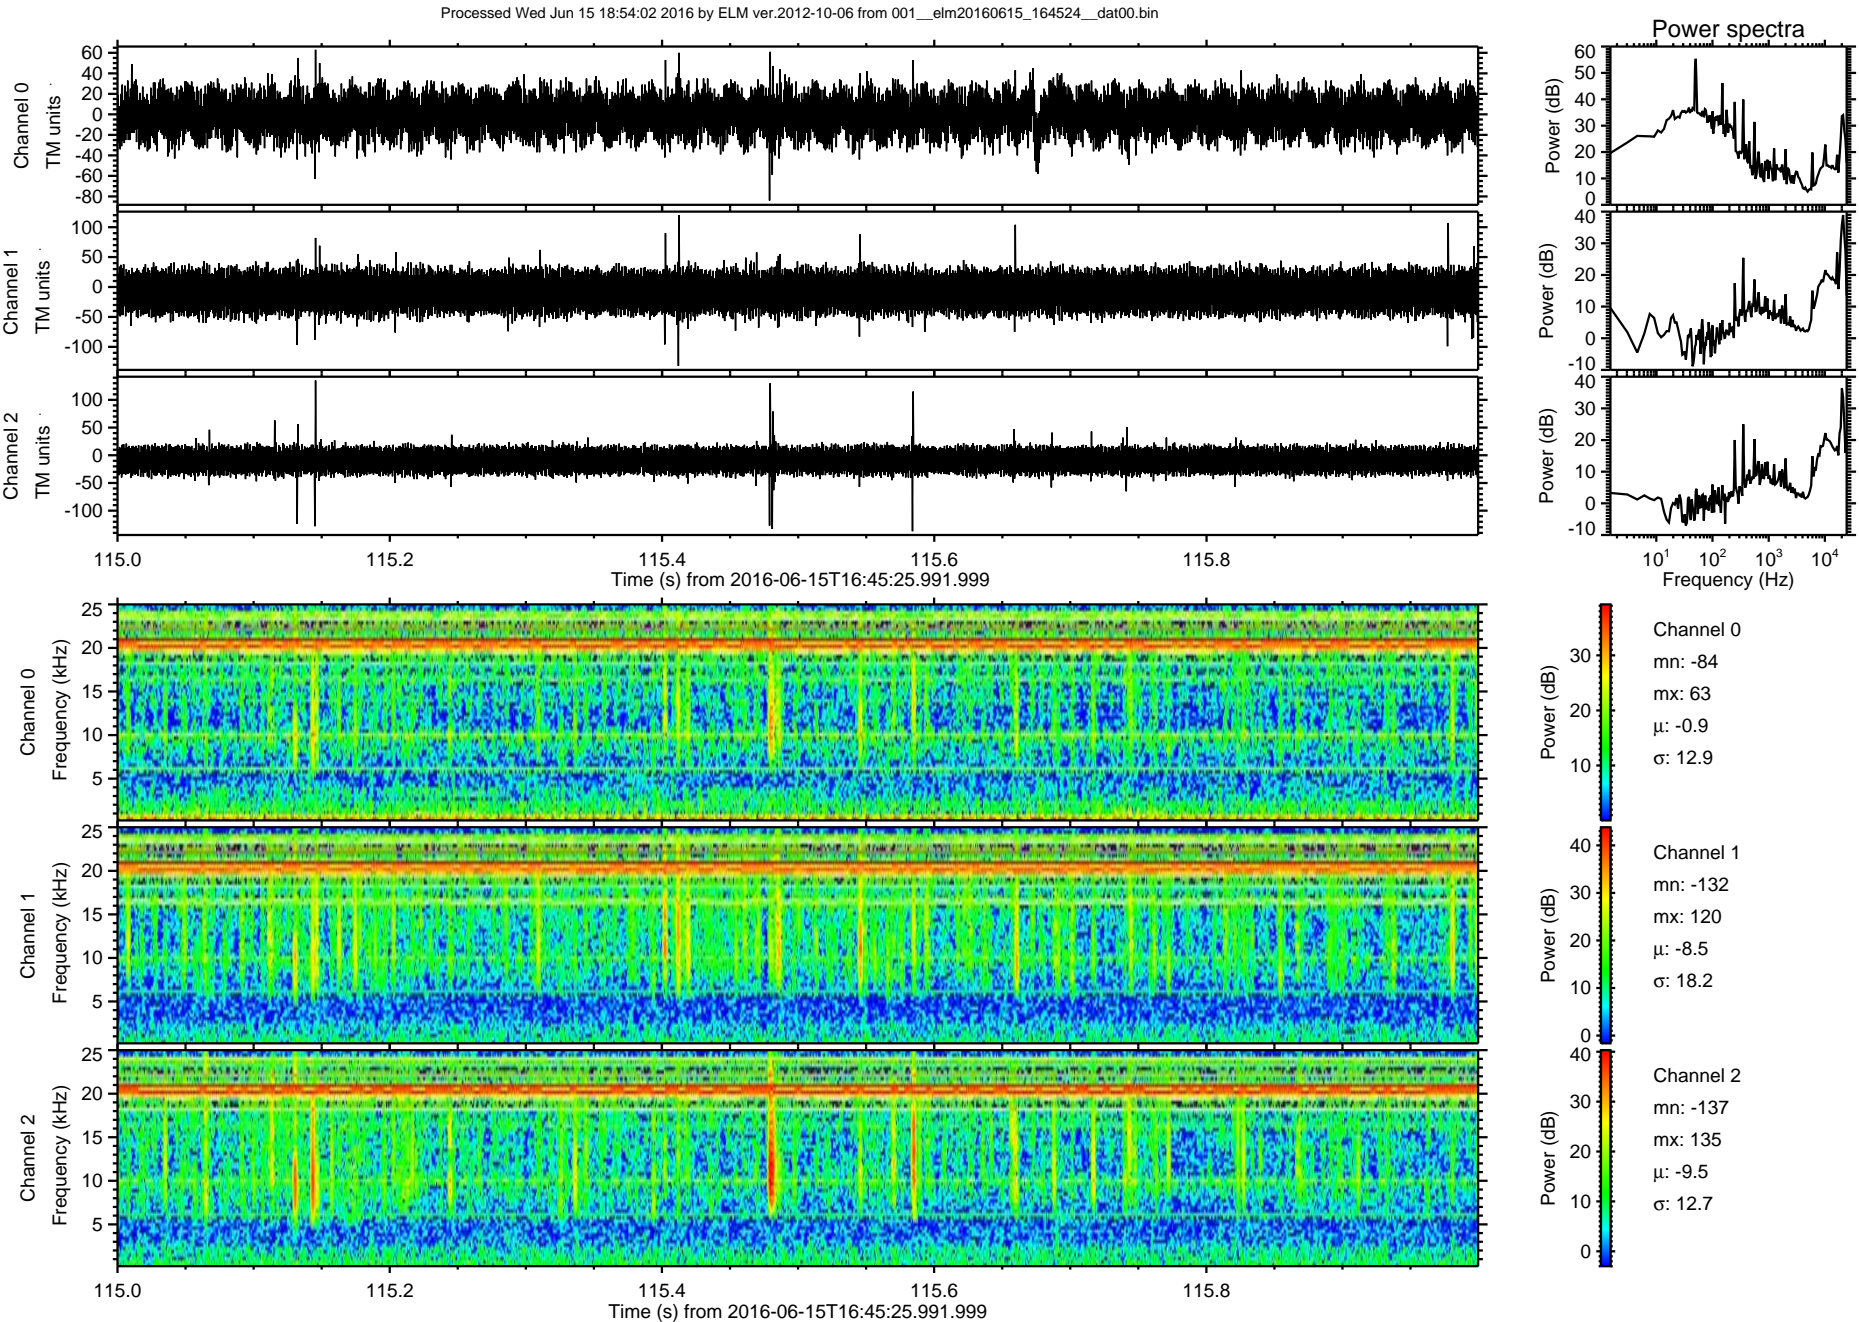 Processed Wed Jun 15 18:54:02 2016 by ELM ver.2012-10-06 from 001__elm20160615_164524__dat00.bin
Power spectra
Channel 0
TM units
60
40
20
0
-20
-40
-60
-80
Power (dB)
60
50
40
30
20
10
0
Channel 1
TM units
100
50
0
-50
-100
Power (dB)
40
30
20
10
0
-10
Channel 2
TM units
100
50
0
-50
-100
Power (dB)
40
30
20
10
0
-10
115.0 115.2 115.4 115.6 115.8
Time (s) from 2016-06-15T16:45:25.991.999
10¹ 10² 10³ 10⁴
Frequency (Hz)
Channel 0
Frequency (kHz)
25
20
15
10
5
Power (dB)
30
20
10
Channel 0
mn: -84
mx: 63
μ: -0.9
σ: 12.9
Channel 1
Frequency (kHz)
25
20
15
10
5
Power (dB)
40
30
20
10
0
Channel 1
mn: -132
mx: 120
μ: -8.5
σ: 18.2
Channel 2
Frequency (kHz)
25
20
15
10
5
Power (dB)
40
30
20
10
0
Channel 2
mn: -137
mx: 135
μ: -9.5
σ: 12.7
115.0 115.2 115.4 115.6 115.8
Time (s) from 2016-06-15T16:45:25.991.999